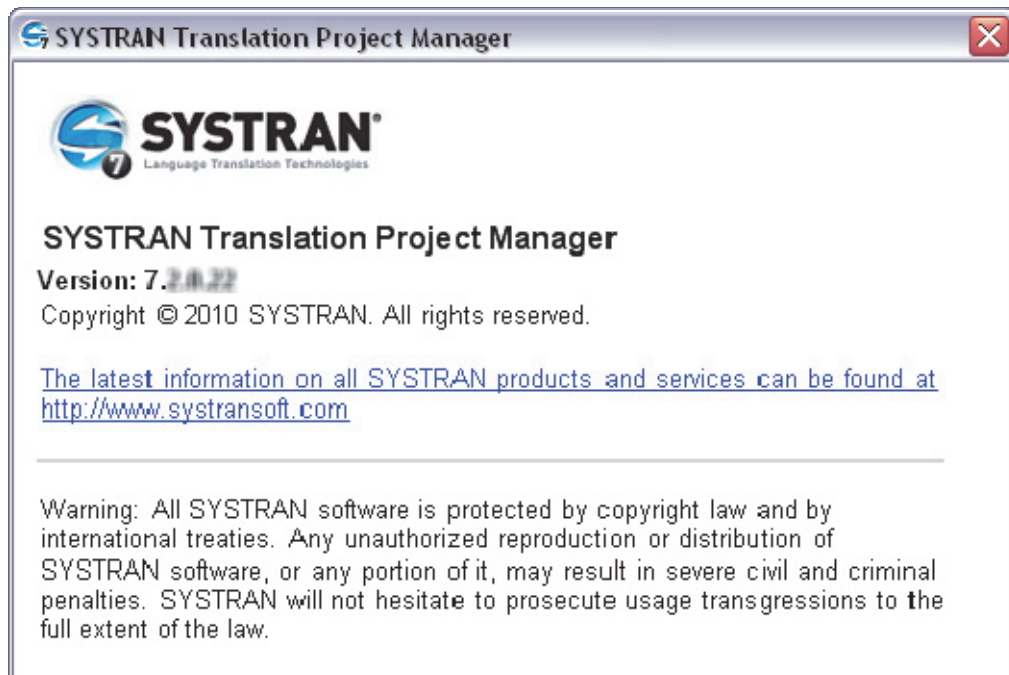 SYSTRAN Translation Project Manager
SYSTRAN®
7
Language Translation Technologies
SYSTRAN Translation Project Manager
Version: 7.
Copyright © 2010 SYSTRAN. All rights reserved.
The latest information on all SYSTRAN products and services can be found at
http://www.systransoft.com
Warning: All SYSTRAN software is protected by copyright law and by
international treaties. Any unauthorized reproduction or distribution of
SYSTRAN software, or any portion of it, may result in severe civil and criminal
penalties. SYSTRAN will not hesitate to prosecute usage transgressions to the
full extent of the law.